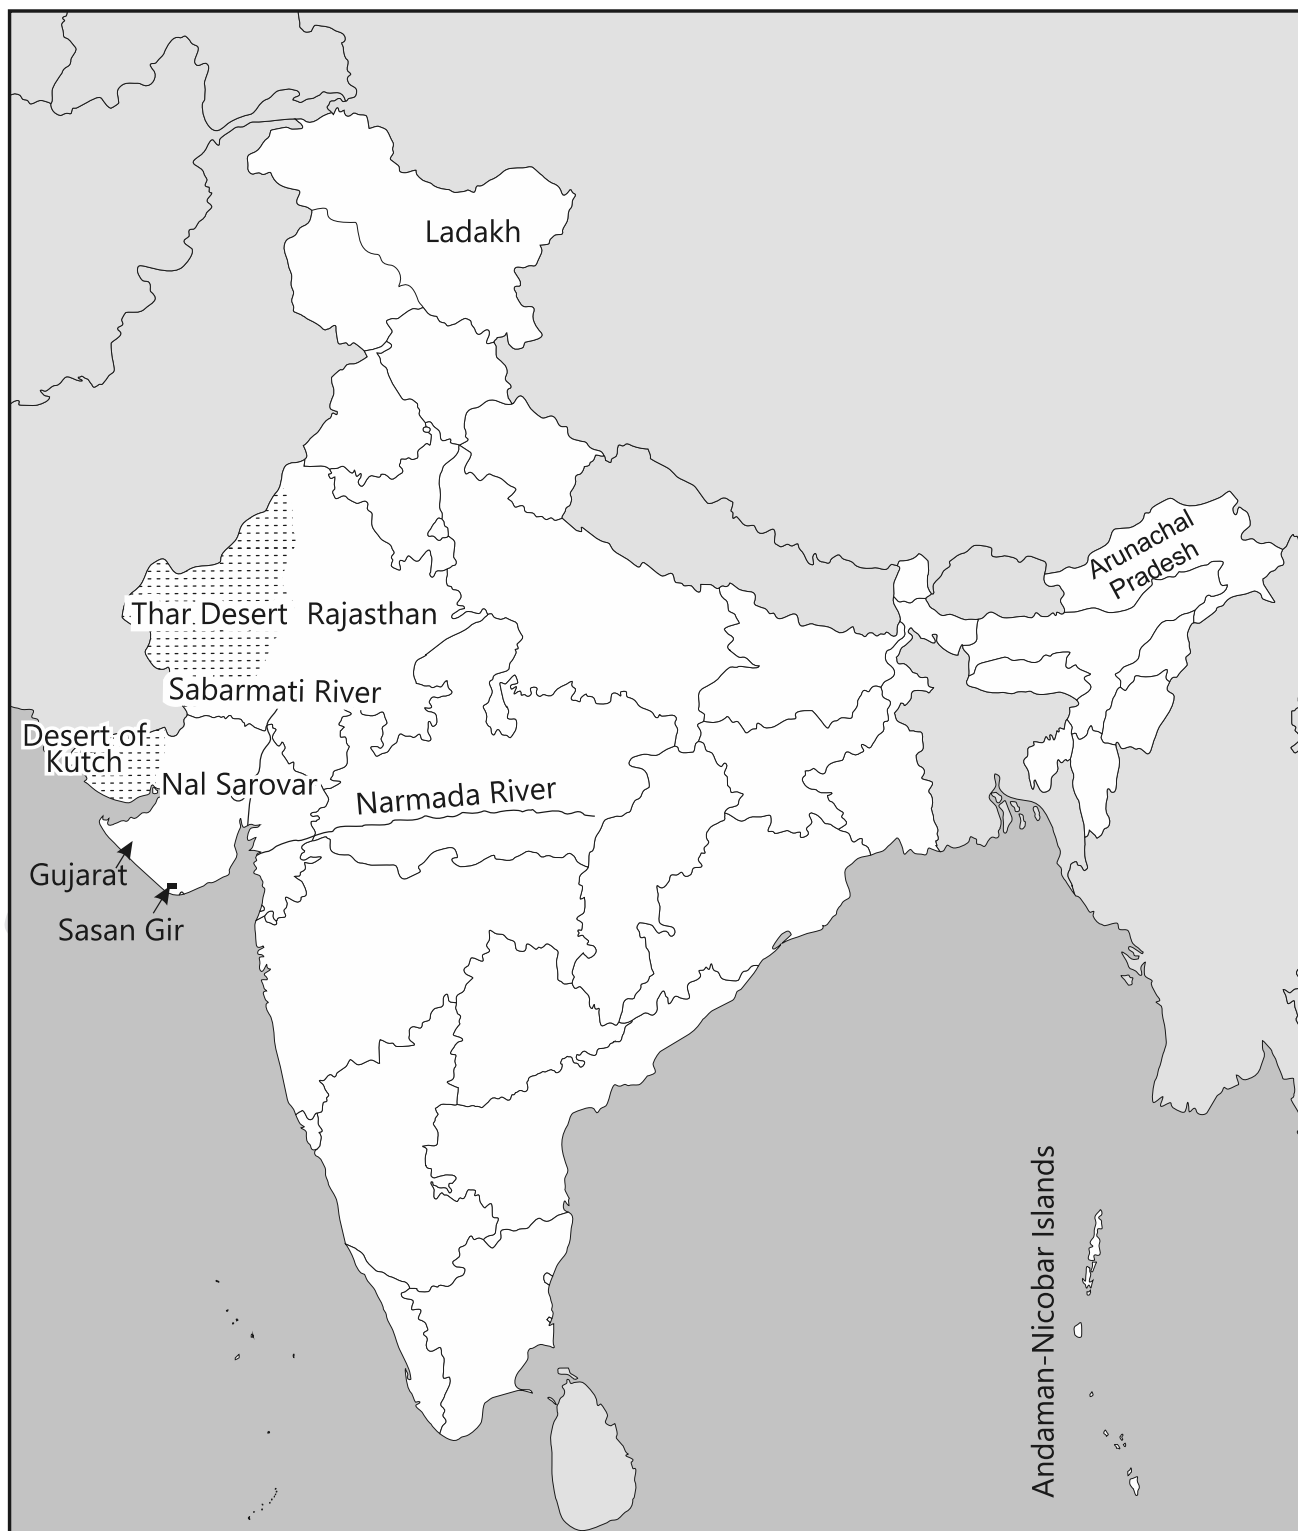 Ladakh
Arunachal
Pradesh
Thar Desert Rajasthan
Sabarmati River
Desert of
Kutch
Nal Sarovar
Narmada River
Gujarat
Sasan Gir
Andaman-Nicobar Islands